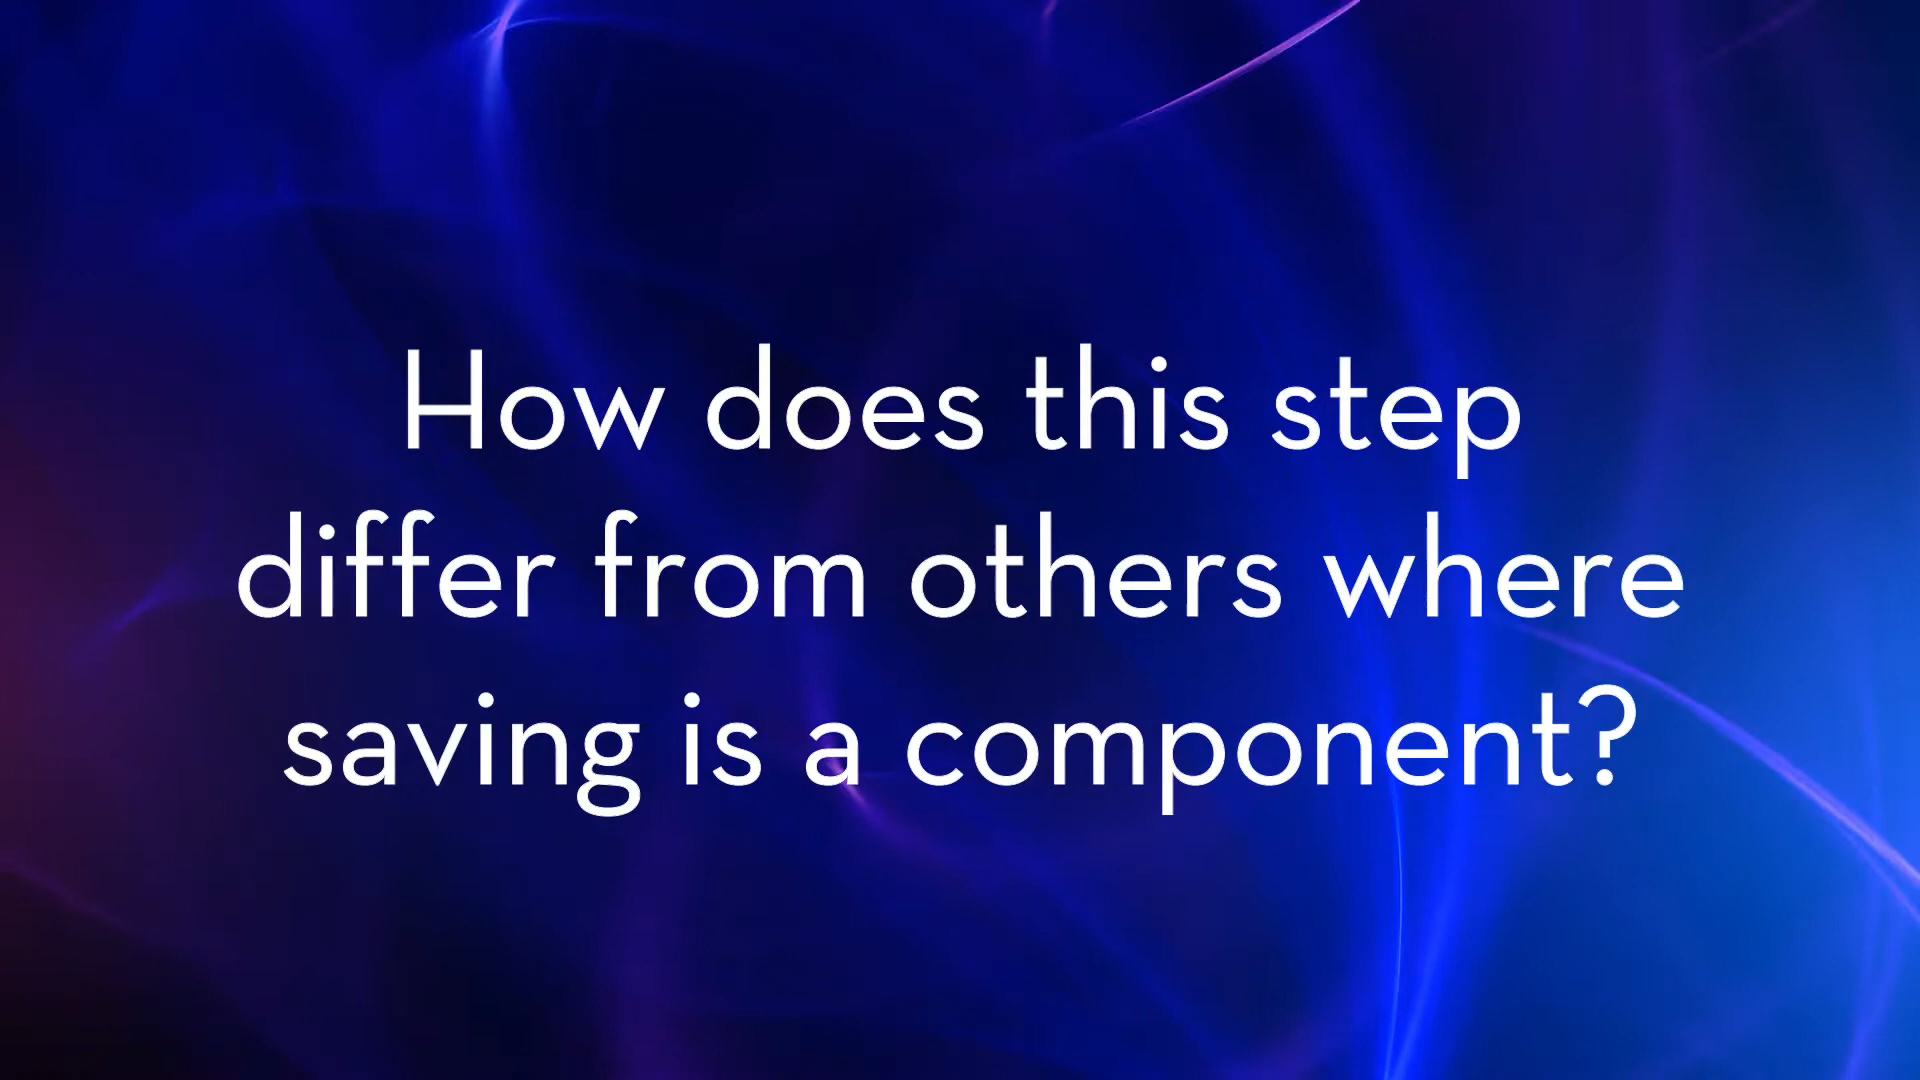 How does this step
differ from others where
saving is a component?